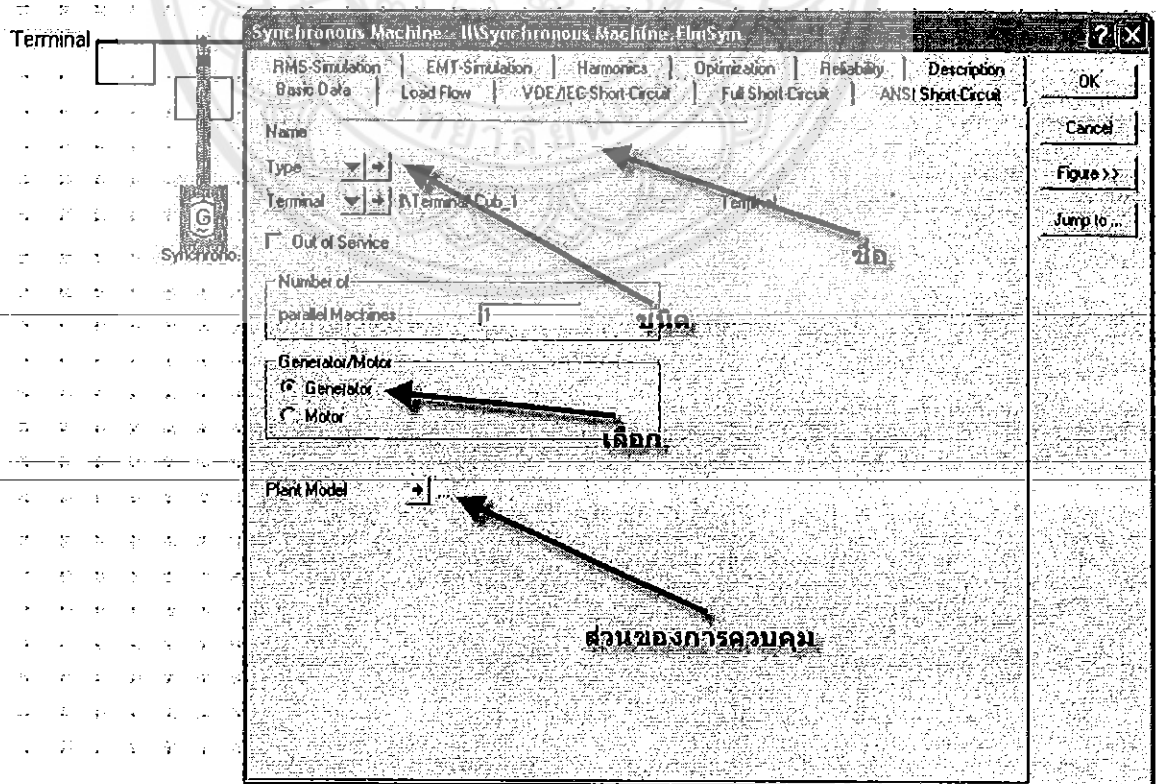 Terminal
Synchronous Machine - \\\Synchronous Machine.ElmSym
RMS-Simulation EMT-Simulation Harmonics Optimization Reliability Description
Basic Data Load Flow VDE/IEC Short-Circuit Full Short-Circuit ANSI Short-Circuit
OK
Cancel
Figure >>
Jump to ...
Name
Type
Terminal \\Terminal\Cub_1 Terminal
Out of Service
ชื่อ
G
Synchrono
Number of
parallel Machines 1
ชนิด
Generator/Motor
Generator
Motor
เลือก
Plant Model ...
ส่วนของการควบคุม